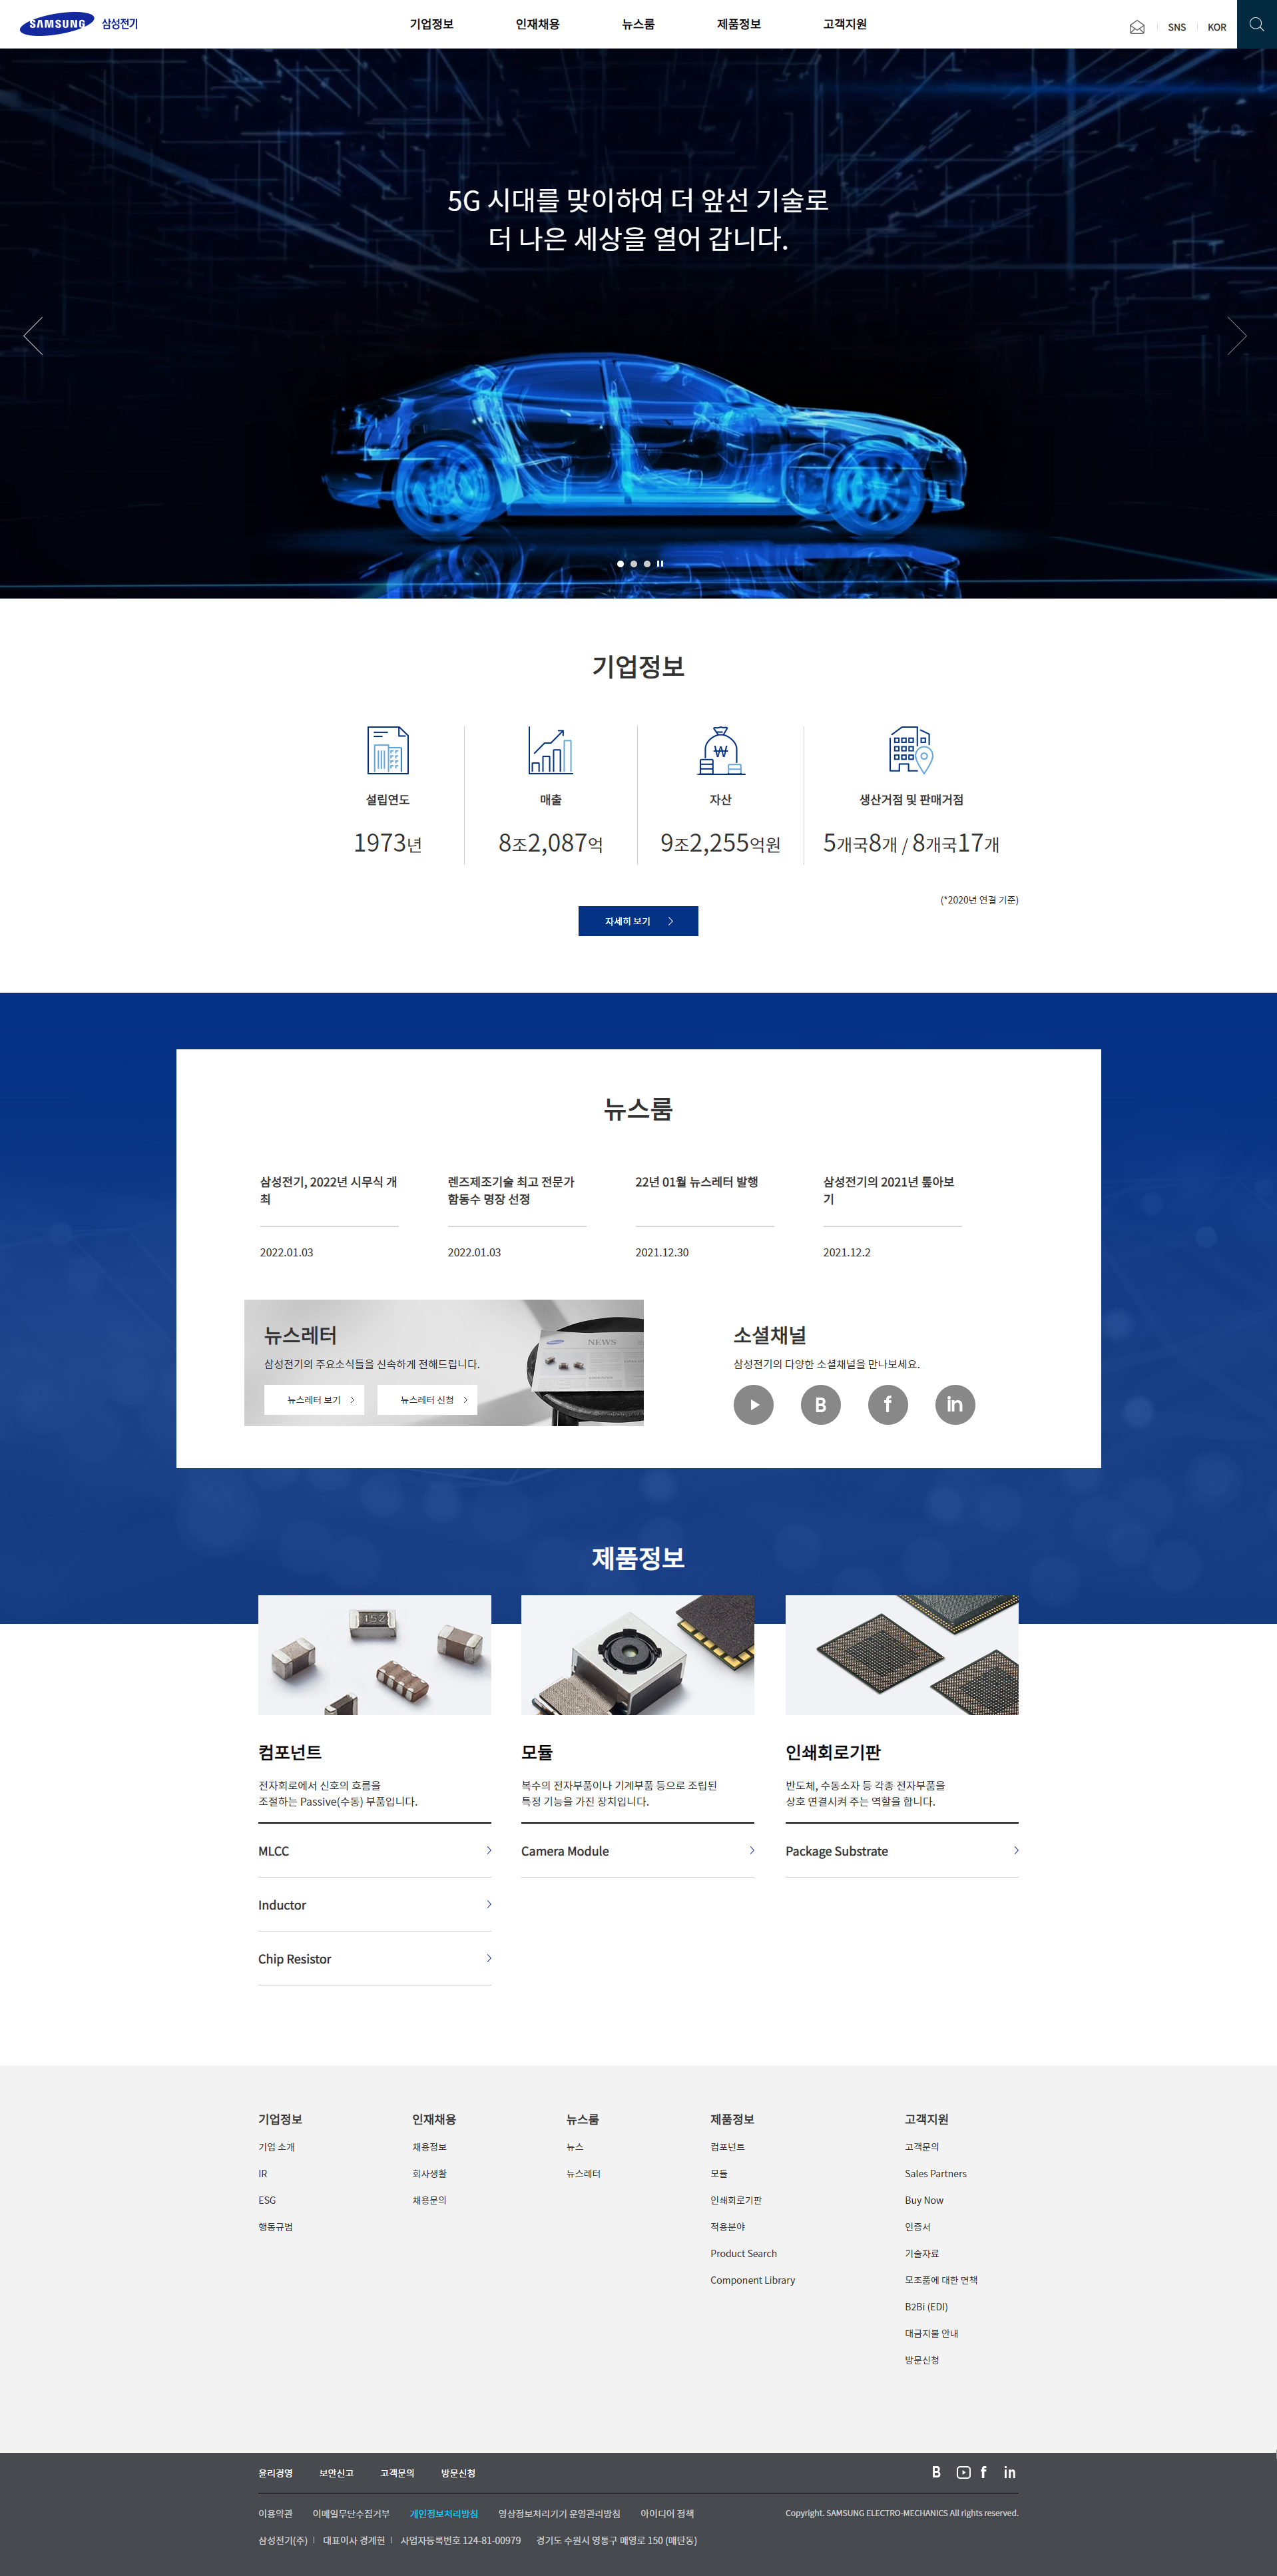 SAMSUNG 삼성전기
기업정보 인재채용 뉴스룸 제품정보 고객지원
SNS KOR
5G 시대를 맞이하여 더 앞선 기술로
더 나은 세상을 열어 갑니다.
기업정보
설립연도 매출 자산 생산거점 및 판매거점
1973년 8조2,087억 9조2,255억원 5개국8개 / 8개국17개
(*2020년 연결 기준)
자세히 보기
뉴스룸
삼성전기, 2022년 시무식 개
최
2022.01.03
렌즈제조기술 최고 전문가
함동수 명장 선정
2022.01.03
22년 01월 뉴스레터 발행
2021.12.30
삼성전기의 2021년 톺아보
기
2021.12.2
뉴스레터
삼성전기의 주요소식들을 신속하게 전해드립니다.
뉴스레터 보기 뉴스레터 신청
NEWS
소셜채널
삼성전기의 다양한 소셜채널을 만나보세요.
B f in
제품정보
152
컴포넌트
전자회로에서 신호의 흐름을
조절하는 Passive(수동) 부품입니다.
MLCC
Inductor
Chip Resistor
모듈
복수의 전자부품이나 기계부품 등으로 조립된
특정 기능을 가진 장치입니다.
Camera Module
인쇄회로기판
반도체, 수동소자 등 각종 전자부품을
상호 연결시켜 주는 역할을 합니다.
Package Substrate
기업정보
기업 소개
IR
ESG
행동규범
인재채용
채용정보
회사생활
채용문의
뉴스룸
뉴스
뉴스레터
제품정보
컴포넌트
모듈
인쇄회로기판
적용분야
Product Search
Component Library
고객지원
고객문의
Sales Partners
Buy Now
인증서
기술자료
모조품에 대한 면책
B2Bi (EDI)
대금지불 안내
방문신청
윤리경영 보안신고 고객문의 방문신청
B f in
이용약관 이메일무단수집거부 개인정보처리방침 영상정보처리기기 운영관리방침 아이디어 정책
Copyright. SAMSUNG ELECTRO-MECHANICS All rights reserved.
삼성전기(주) | 대표이사 경계현 | 사업자등록번호 124-81-00979 경기도 수원시 영통구 매영로 150 (매탄동)